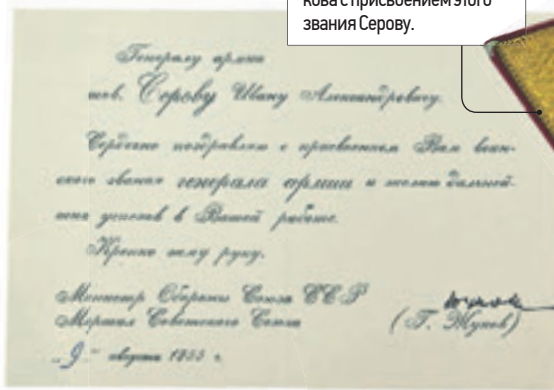 кова с присвоением этого
звания Серову.
Генералу армии
тов. Серову Ивану Александровичу.
Сердечно поздравляю с присвоением Вам воин-
ского звания генерала армии и желаю дальней-
ших успехов в Вашей работе.
Крепко жму руку.
Министр Обороны Союза ССР
Маршал Советского Союза
(Г. Жуков)
„9“ августа 1955 г.